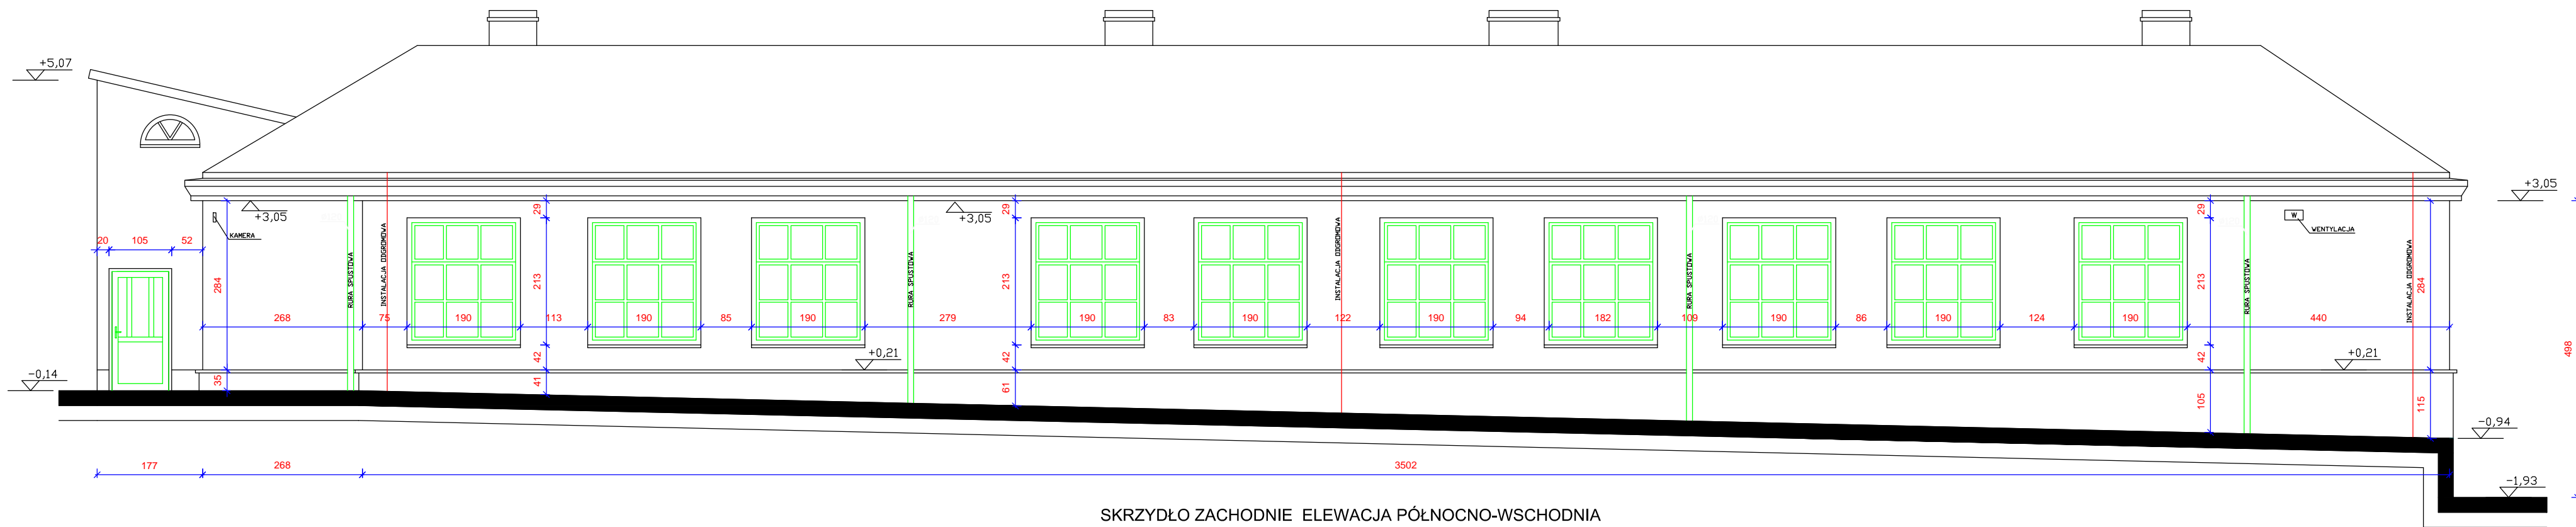 +5,07
+3,05
KAMERA
+3,05
+3,05
W
WENTYLACJA
20 105 52
29
29
29
RURA SPUSTOWA
INSTALACJA ODGROMOWA
RURA SPUSTOWA
INSTALACJA ODGROMOWA
RURA SPUSTOWA
RURA SPUSTOWA
INSTALACJA ODGROMOWA
284
213
213
213
284
268 75 190 113 190 85 190 279 190 83 190 122 190 94 182 109 190 86 190 124 190 440
498
42
42
42
+0,21
+0,21
-0,14
35
41
61
105
115
-0,94
177 268 3502
-1,93
SKRZYDŁO ZACHODNIE ELEWACJA PÓŁNOCNO-WSCHODNIA